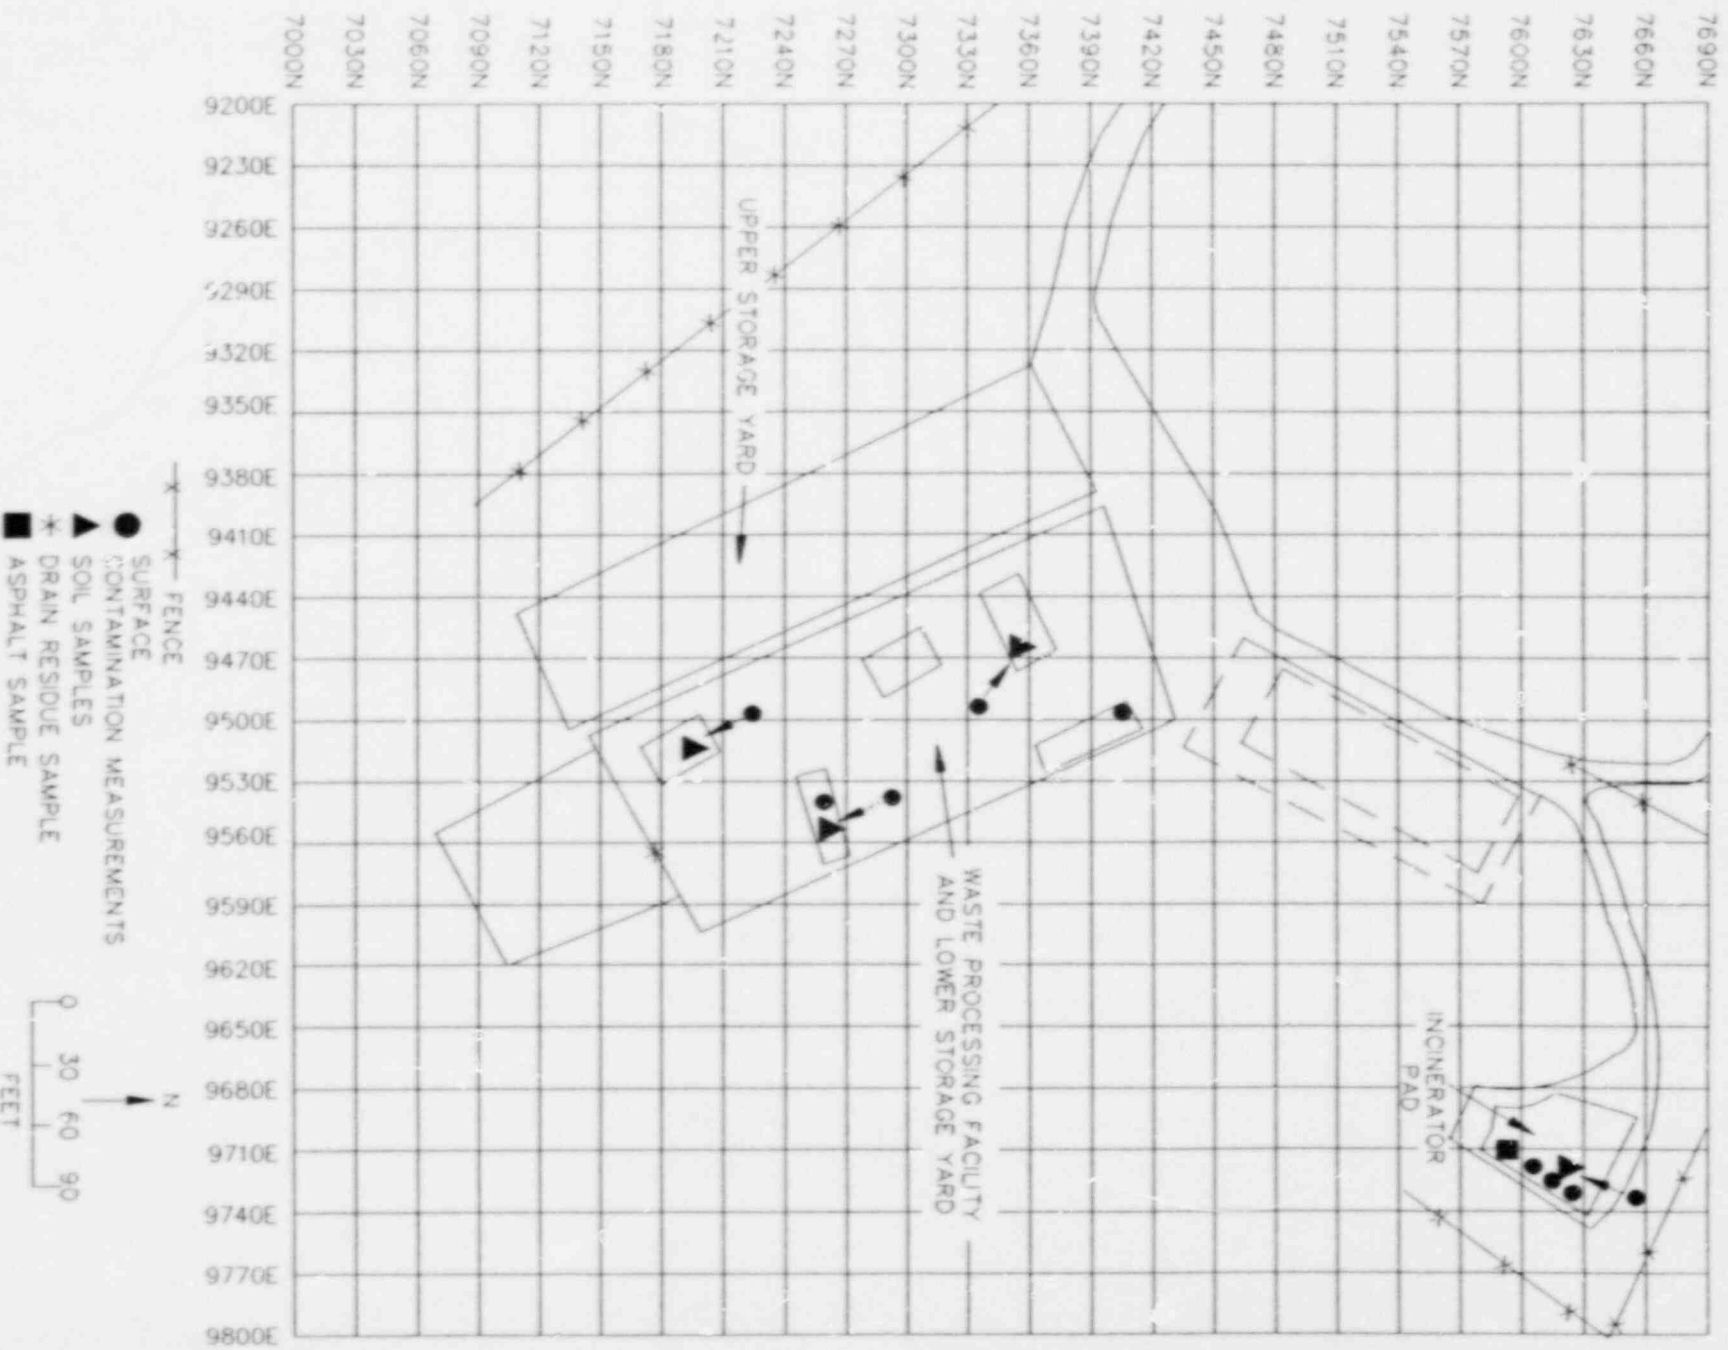 7000N
7030N
7060N
7090N
7120N
7150N
7180N
7210N
7240N
7270N
7300N
7330N
7360N
7390N
7420N
7450N
7480N
7510N
7540N
7570N
7600N
7630N
7660N
7690N
9200E
9230E
9260E
9290E
9320E
9350E
9380E
9410E
9440E
9470E
9500E
9530E
9560E
9590E
9620E
9650E
9680E
9710E
9740E
9770E
9800E
UPPER STORAGE YARD
WASTE PROCESSING FACILITY
AND LOWER STORAGE YARD
INCINERATOR
PAD
FENCE
SURFACE
CONTAMINATION MEASUREMENTS
SOIL SAMPLES
DRAIN RESIDUE SAMPLE
ASPHALT SAMPLE
N
0 30 60 90
FEET